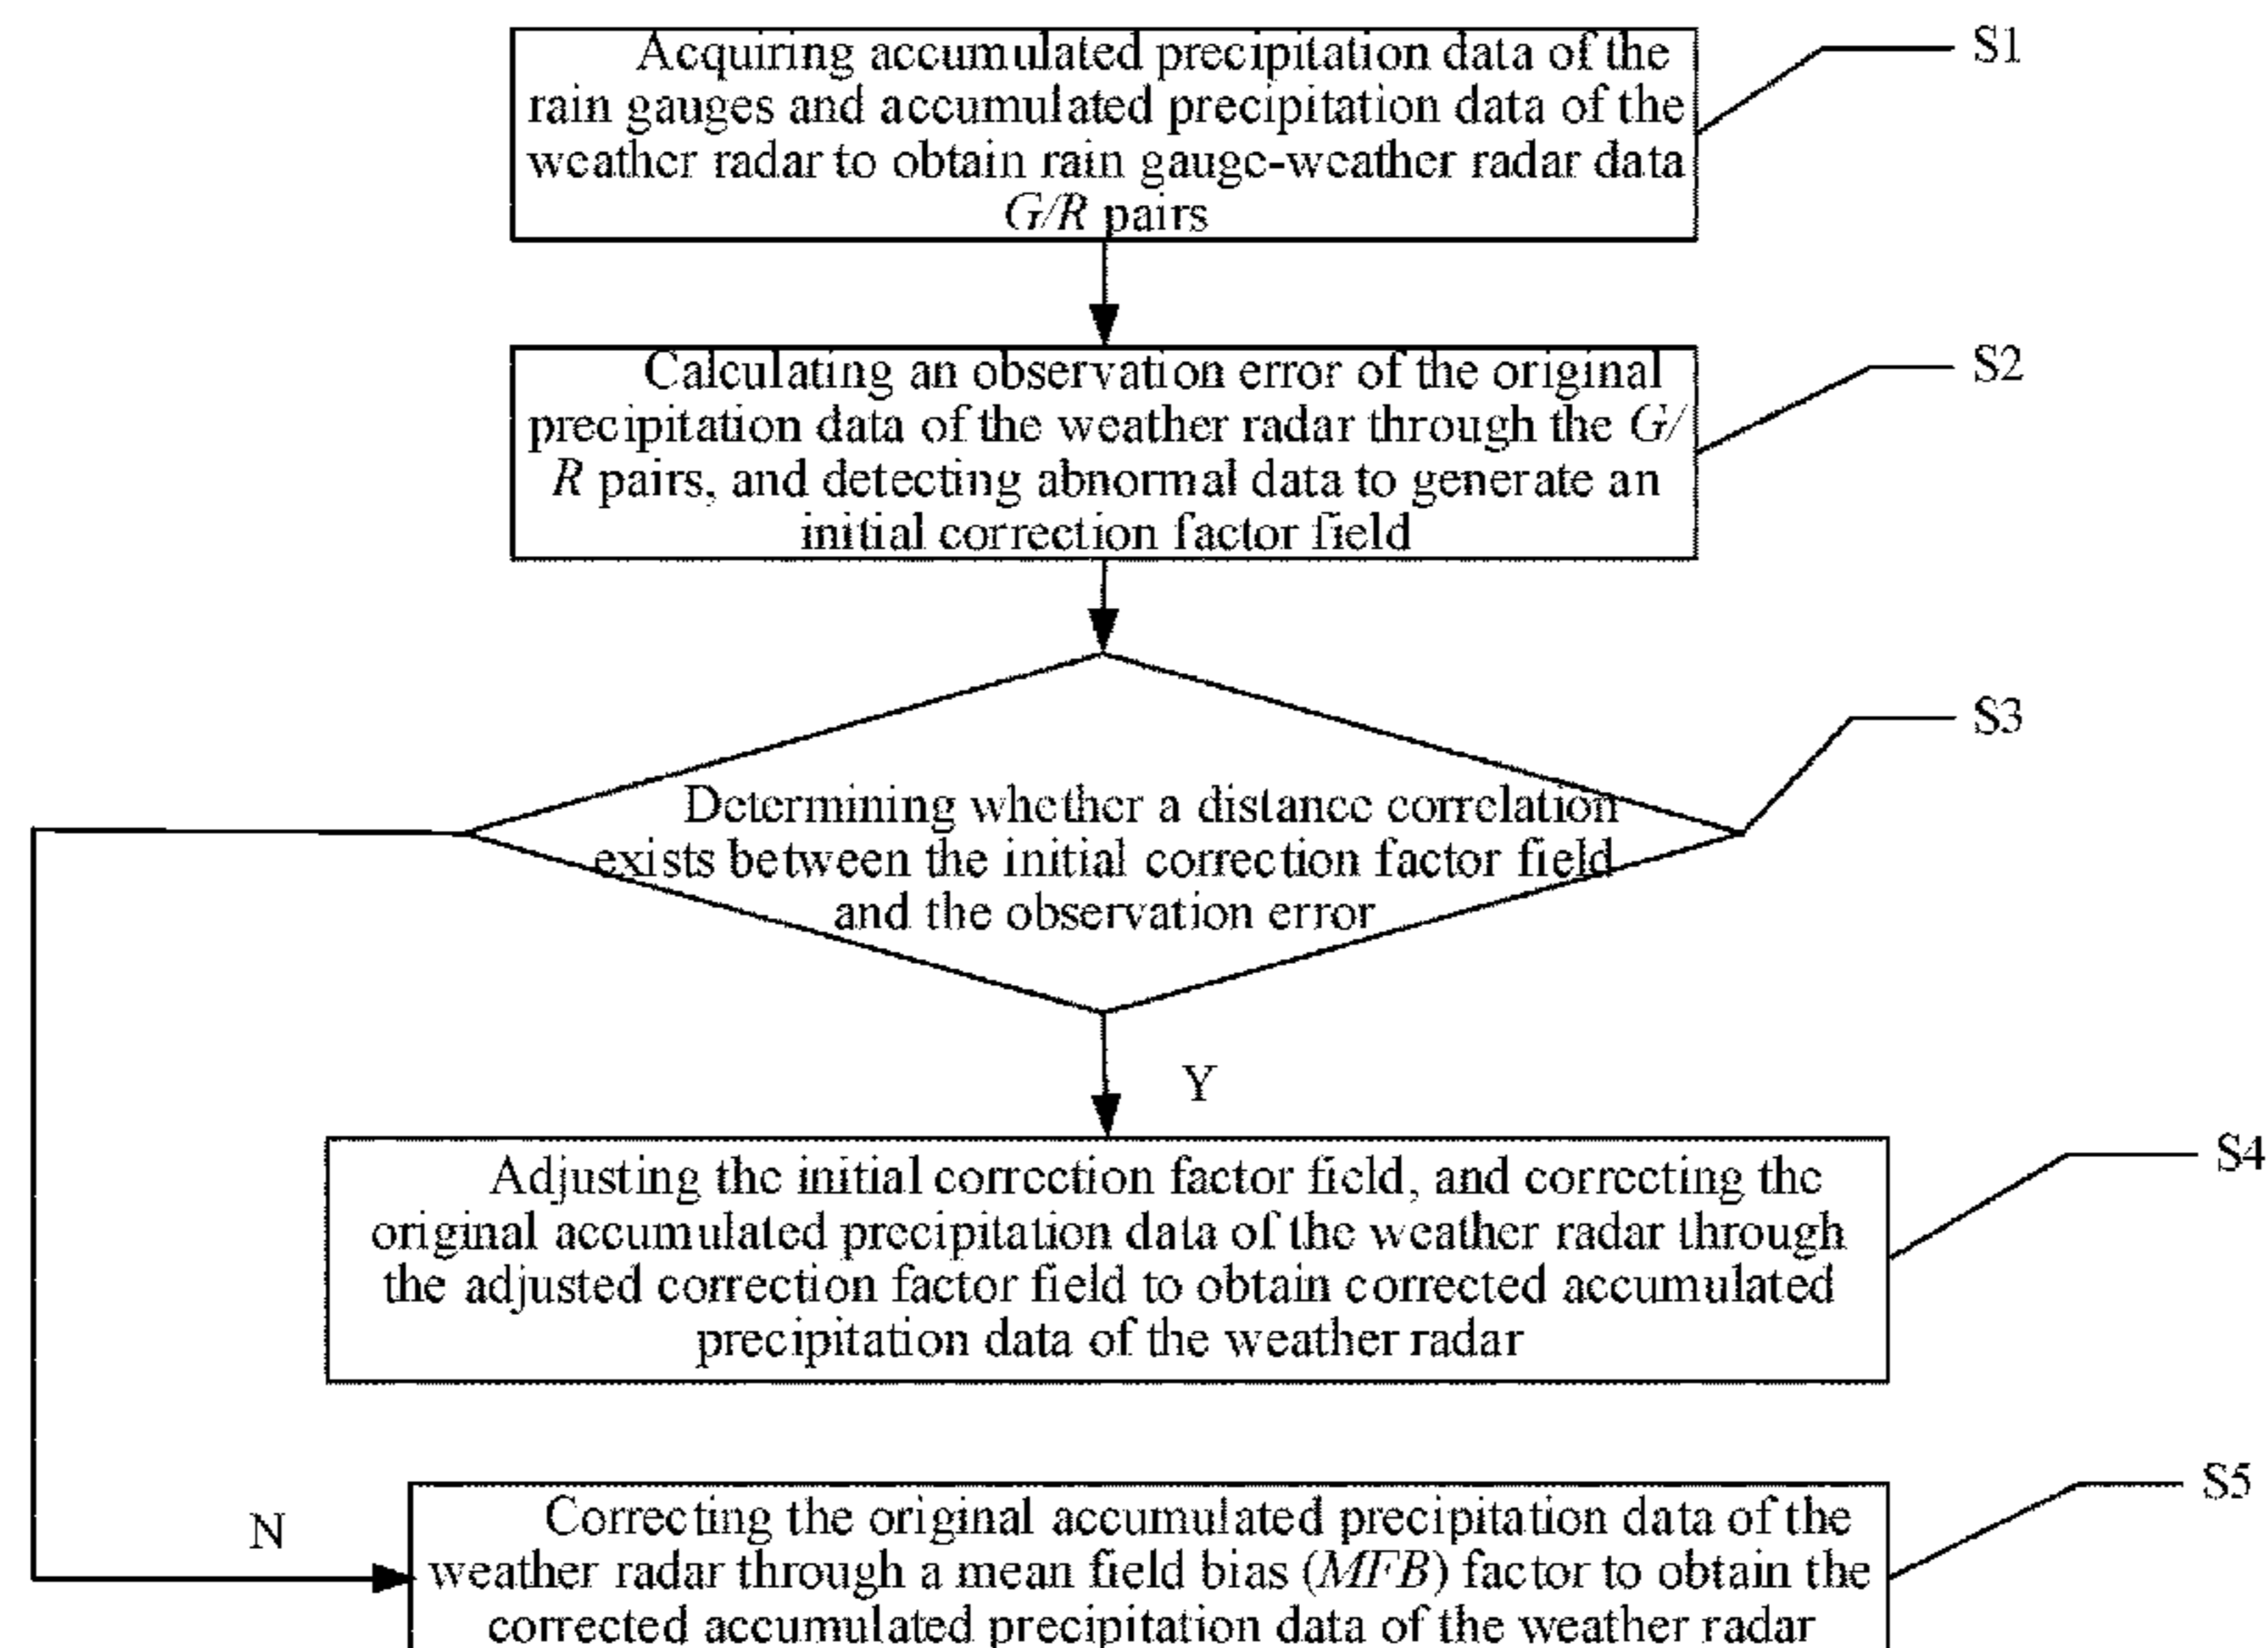 Acquiring accumulated precipitation data of the
rain gauges and accumulated precipitation data of the
weather radar to obtain rain gauge-weather radar data
G/R pairs
S1
Calculating an observation error of the original
precipitation data of the weather radar through the G/
R pairs, and detecting abnormal data to generate an
initial correction factor field
S2
Determining whether a distance correlation
exists between the initial correction factor field
and the observation error
S3
Y
Adjusting the initial correction factor field, and correcting the
original accumulated precipitation data of the weather radar through
the adjusted correction factor field to obtain corrected accumulated
precipitation data of the weather radar
S4
N
Correcting the original accumulated precipitation data of the
weather radar through a mean field bias (MFB) factor to obtain the
corrected accumulated precipitation data of the weather radar
S5